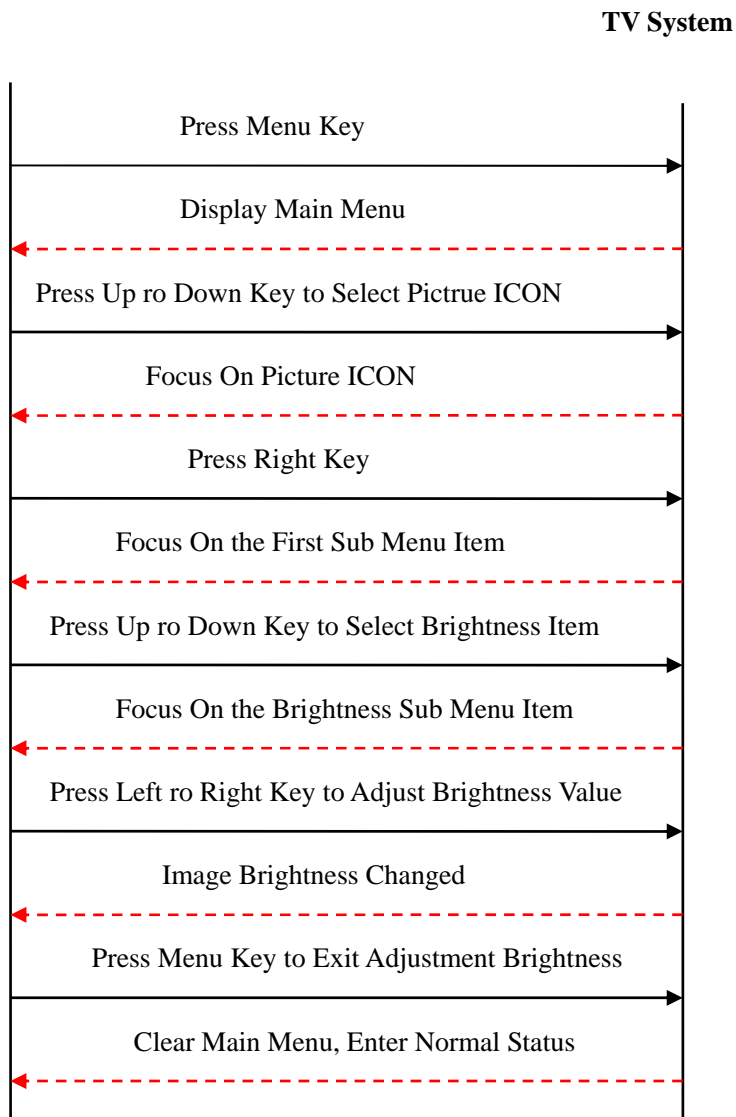 TV System
Press Menu Key
Display Main Menu
Press Up ro Down Key to Select Pictrue ICON
Focus On Picture ICON
Press Right Key
Focus On the First Sub Menu Item
Press Up ro Down Key to Select Brightness Item
Focus On the Brightness Sub Menu Item
Press Left ro Right Key to Adjust Brightness Value
Image Brightness Changed
Press Menu Key to Exit Adjustment Brightness
Clear Main Menu, Enter Normal Status